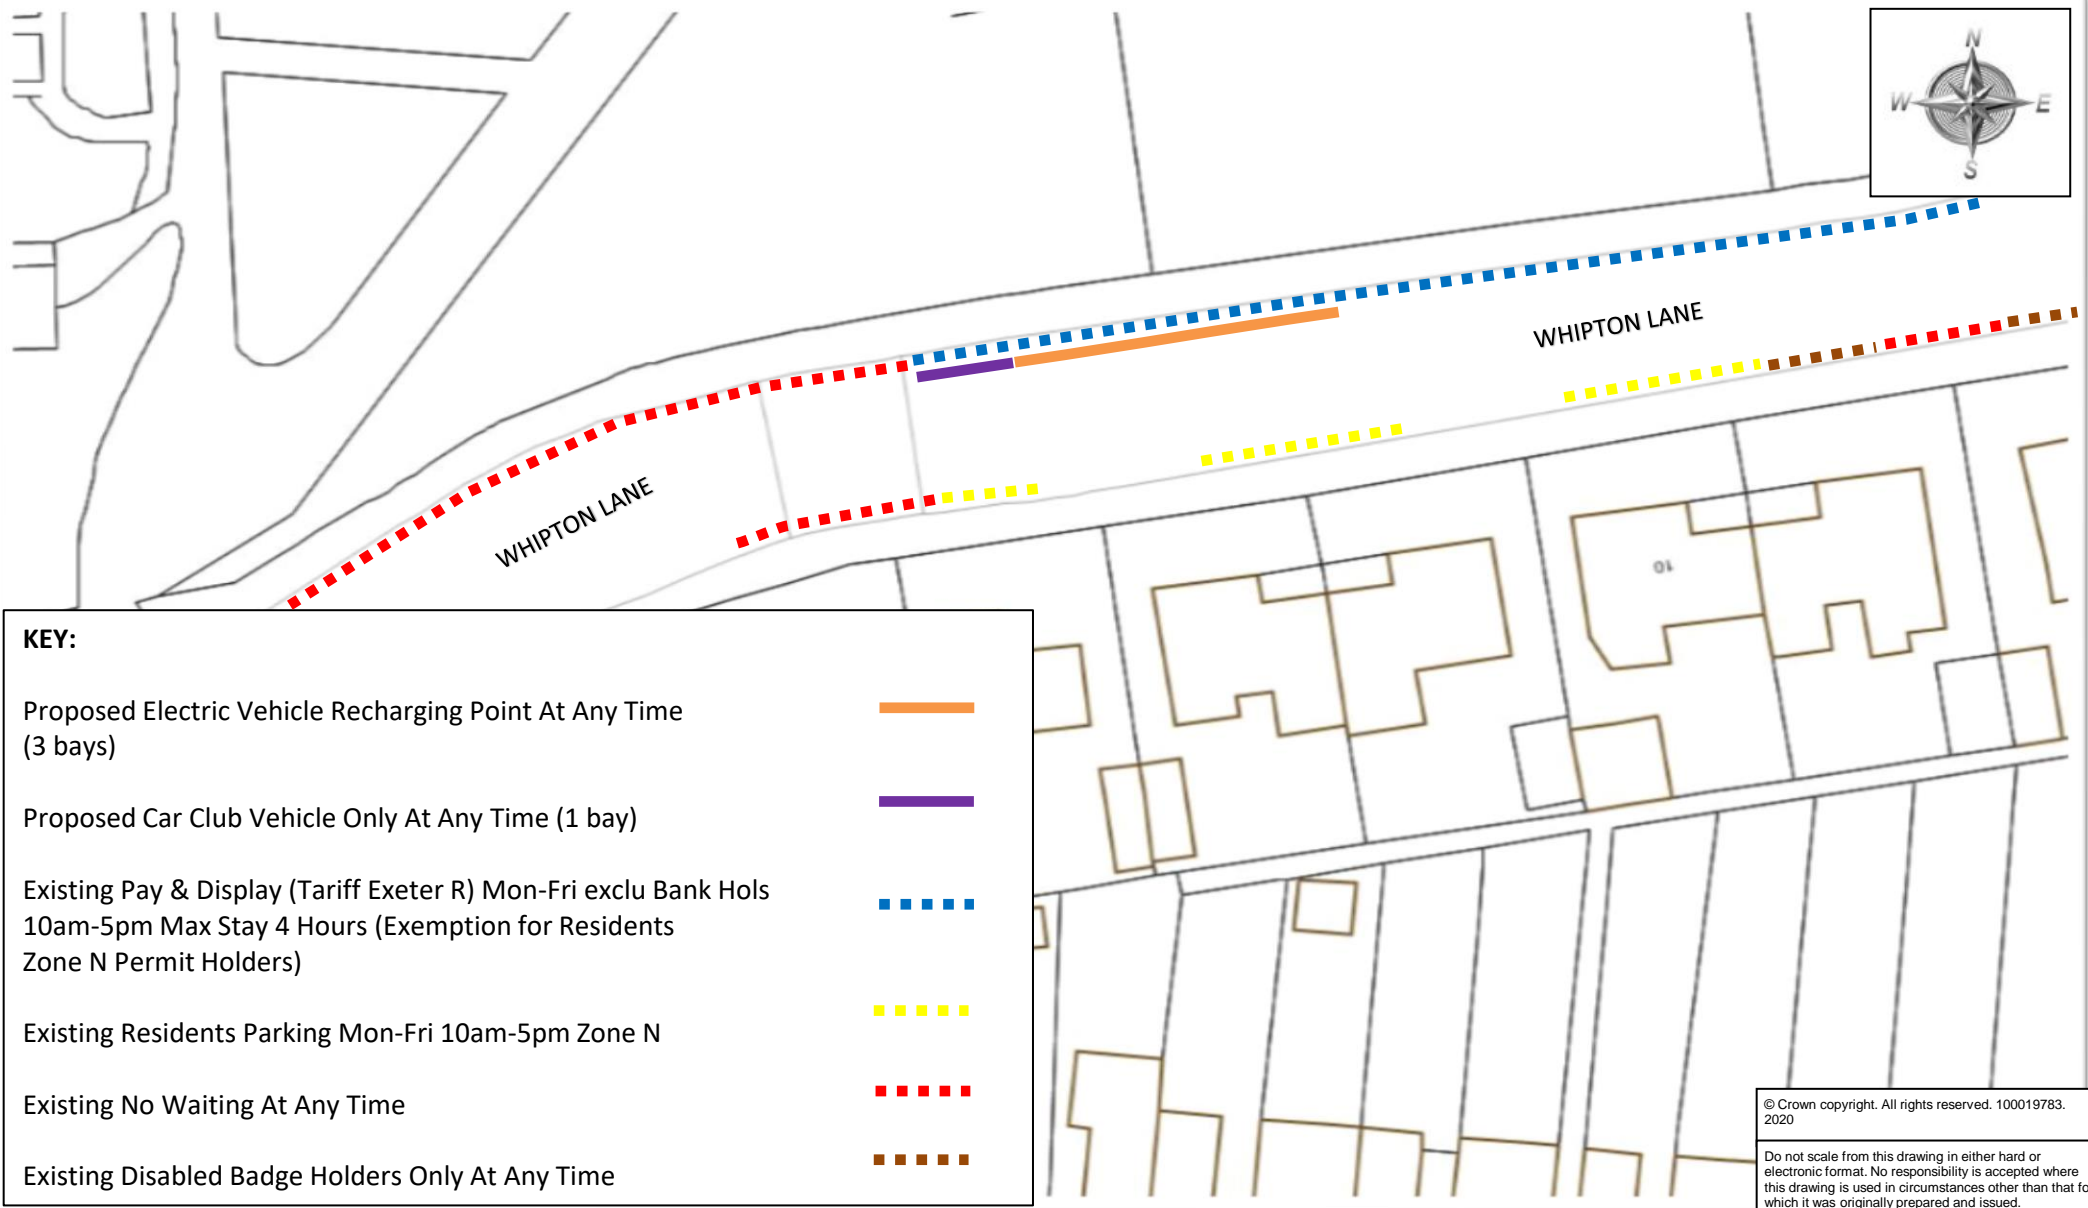 N
W
E
S
WHIPTON LANE
WHIPTON LANE
10
KEY:
Proposed Electric Vehicle Recharging Point At Any Time
(3 bays)
Proposed Car Club Vehicle Only At Any Time (1 bay)
Existing Pay & Display (Tariff Exeter R) Mon-Fri exclu Bank Hols
10am-5pm Max Stay 4 Hours (Exemption for Residents
Zone N Permit Holders)
Existing Residents Parking Mon-Fri 10am-5pm Zone N
Existing No Waiting At Any Time
Existing Disabled Badge Holders Only At Any Time
© Crown copyright. All rights reserved. 100019783.
2020
Do not scale from this drawing in either hard or
electronic format. No responsibility is accepted where
this drawing is used in circumstances other than that fo
which it was originally prepared and issued.